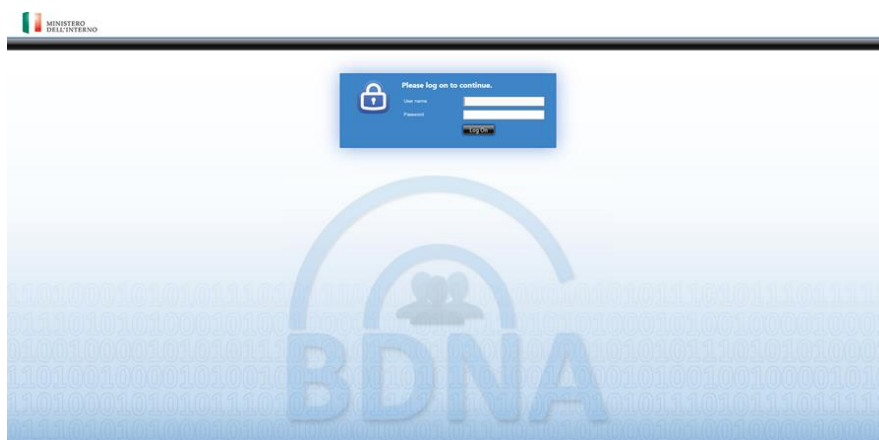 MINISTERO
DELL'INTERNO
Please log on to continue.
User name
Password
Log On
BDNA